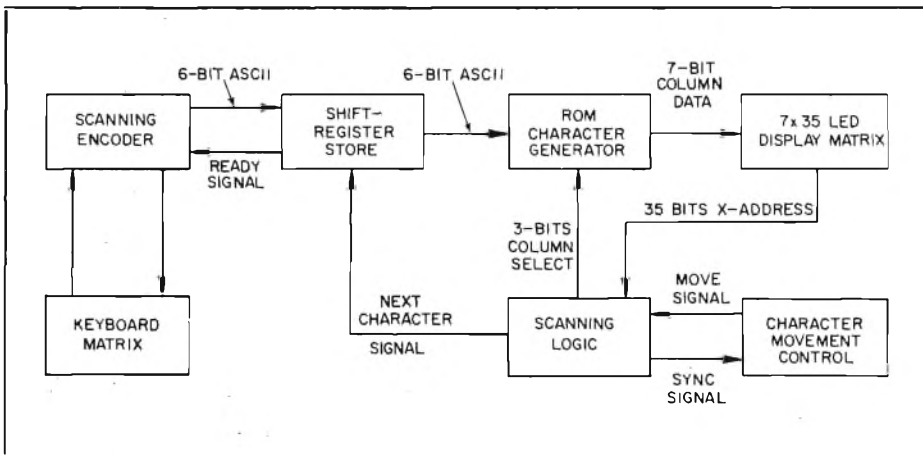 6-BIT ASCII
6-BIT ASCII
7-BIT
COLUMN
DATA
SCANNING
ENCODER
SHIFT-
REGISTER
STORE
ROM
CHARACTER
GENERATOR
7x35 LED
DISPLAY MATRIX
READY
SIGNAL
35 BITS X-ADDRESS
3-BITS
COLUMN
SELECT
MOVE
SIGNAL
KEYBOARD
MATRIX
NEXT
CHARACTER
SIGNAL
SCANNING
LOGIC
CHARACTER
MOVEMENT
CONTROL
SYNC
SIGNAL